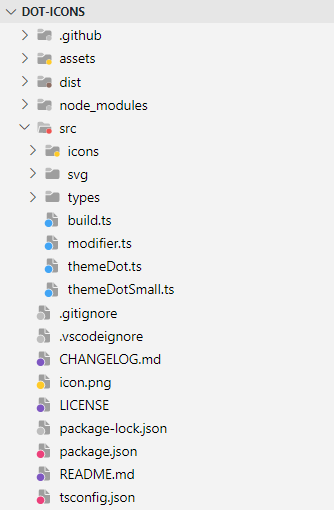 DOT-ICONS
.github
assets
dist
node_modules
src
icons
svg
types
build.ts
modifier.ts
themeDot.ts
themeDotSmall.ts
.gitignore
.vscodeignore
CHANGELOG.md
icon.png
LICENSE
package-lock.json
package.json
README.md
tsconfig.json